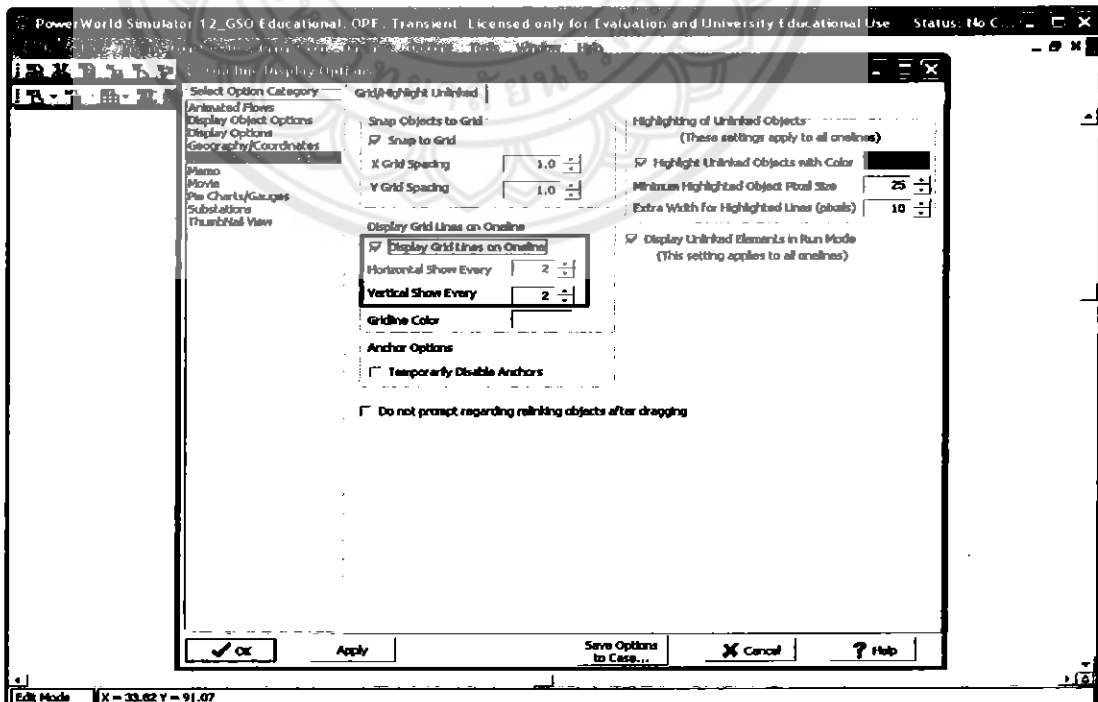 PowerWorld Simulator 12_GSO Educational, OPF, Transient Licensed only for Evaluation and University Educational Use Status: No C...
Tools Window Help
Oneline Display Options
Select Option Category
Animated Flows
Display Object Options
Display Options
Geography/Coordinates
Memo
Movie
Pie Charts/Gauges
Substations
ThumbNail View
Grid/Highlight Unlinked
Snap Objects to Grid
Snap to Grid
X Grid Spacing 1.0
Y Grid Spacing 1.0
Display Grid Lines on Oneline
Display Grid Lines on Oneline
Horizontal Show Every 2
Vertical Show Every 2
Gridline Color
Anchor Options
Temporarily Disable Anchors
Do not prompt regarding relinking objects after dragging
Highlighting of Unlinked Objects
(These settings apply to all onelines)
Highlight Unlinked Objects with Color
Minimum Highlighted Object Pixel Size 25
Extra Width for Highlighted Lines (pixels) 10
Display Unlinked Elements in Run Mode
(This setting applies to all onelines)
OK
Apply
Save Options to Case...
Cancel
Help
Edit Mode X = 33.62 Y = 91.07